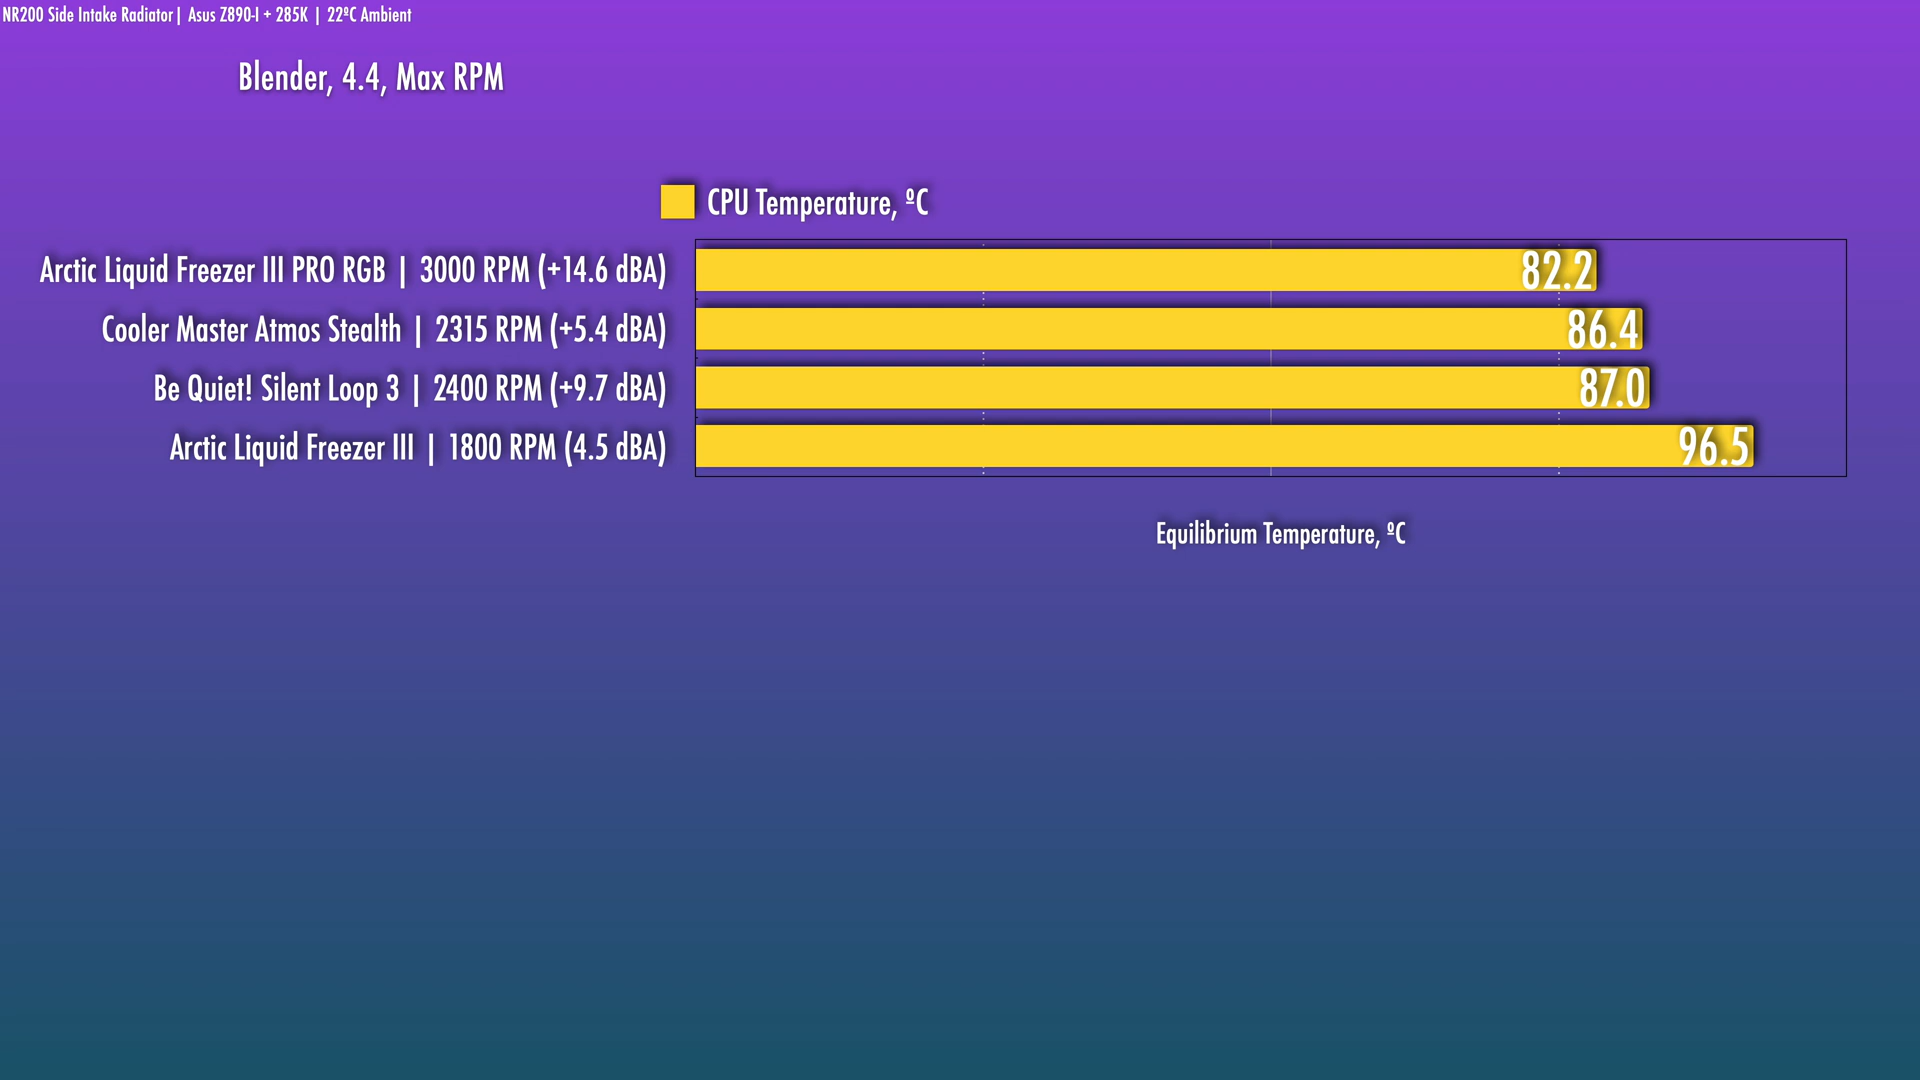 NR200 Side Intake Radiator| Asus Z890-I + 285K | 22ºC Ambient
Blender, 4.4, Max RPM
CPU Temperature, ºC
Arctic Liquid Freezer III PRO RGB | 3000 RPM (+14.6 dBA) 82.2
Cooler Master Atmos Stealth | 2315 RPM (+5.4 dBA) 86.4
Be Quiet! Silent Loop 3 | 2400 RPM (+9.7 dBA) 87.0
Arctic Liquid Freezer III | 1800 RPM (4.5 dBA) 96.5
Equilibrium Temperature, ºC